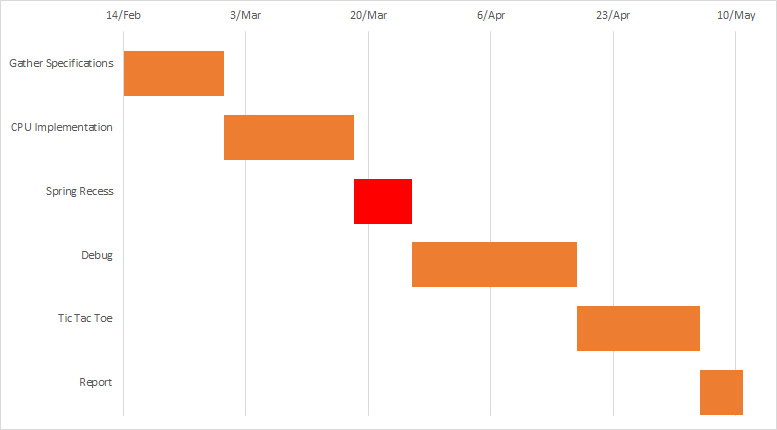 14/Feb 3/Mar 20/Mar 6/Apr 23/Apr 10/May
Gather Specifications
CPU Implementation
Spring Recess
Debug
Tic Tac Toe
Report